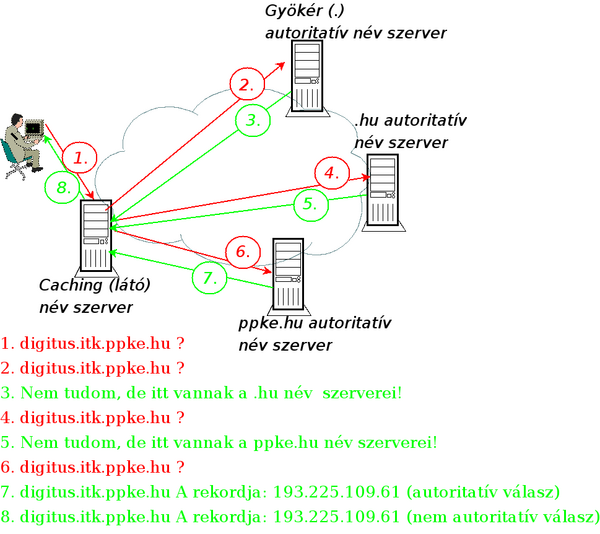 Gyökér (.)
autoritatív név szerver
2.
3.
.hu autoritatív
név szerver
1.
4.
8.
5.
6.
7.
Caching (látó)
név szerver
ppke.hu autoritatív
név szerver
1. digitus.itk.ppke.hu ?
2. digitus.itk.ppke.hu ?
3. Nem tudom, de itt vannak a .hu név szerverei!
4. digitus.itk.ppke.hu ?
5. Nem tudom, de itt vannak a ppke.hu név szerverei!
6. digitus.itk.ppke.hu ?
7. digitus.itk.ppke.hu A rekordja: 193.225.109.61 (autoritatív válasz)
8. digitus.itk.ppke.hu A rekordja: 193.225.109.61 (nem autoritatív válasz)